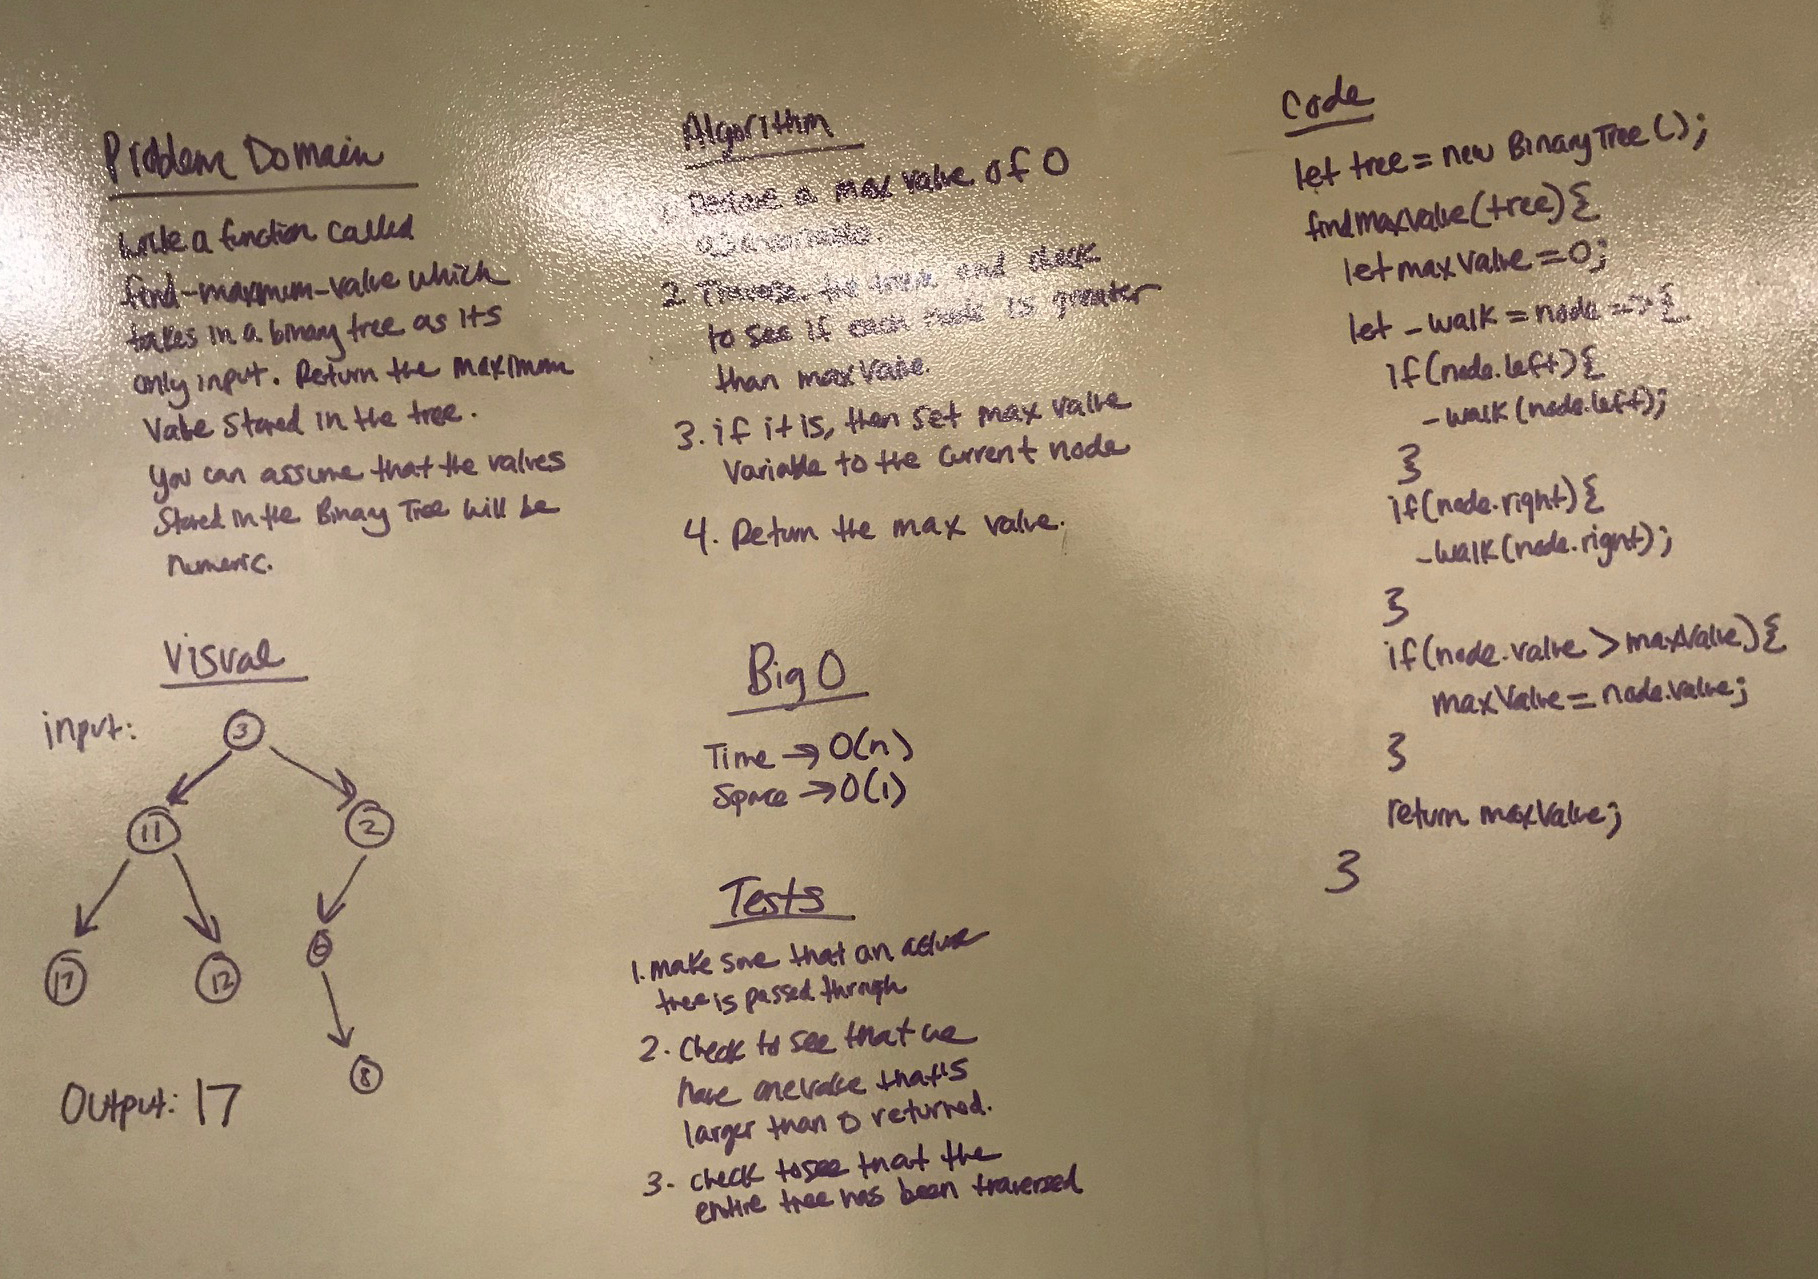 Problem Domain
Write a function called
find-maximum-value which
takes in a binary tree as its
only input. Return the maximum
value stored in the tree.
You can assume that the values
stored in the Binary Tree will be
numeric.
Visual
input:
3
11
2
17
12
6
8
Output: 17
Algorithm
1. Declare a max value of 0
as a variable.
2. Traverse the tree and check
to see if each node is greater
than max value.
3. if it is, then set max value
variable to the current node
4. Return the max value.
Big O
Time → O(n)
Space → O(1)
Tests
1. make sure that an actual
tree is passed through
2. Check to see that we
have one value that is
larger than 0 returned.
3. check to see that the
entire tree has been traversed
Code
let tree = new BinaryTree();
findmaxvalue(tree){
let maxValue = 0;
let _walk = node => {
if(node.left){
_walk(node.left);
}
if(node.right){
_walk(node.right);
}
if(node.value > maxValue){
maxValue = node.value;
}
return maxValue;
}